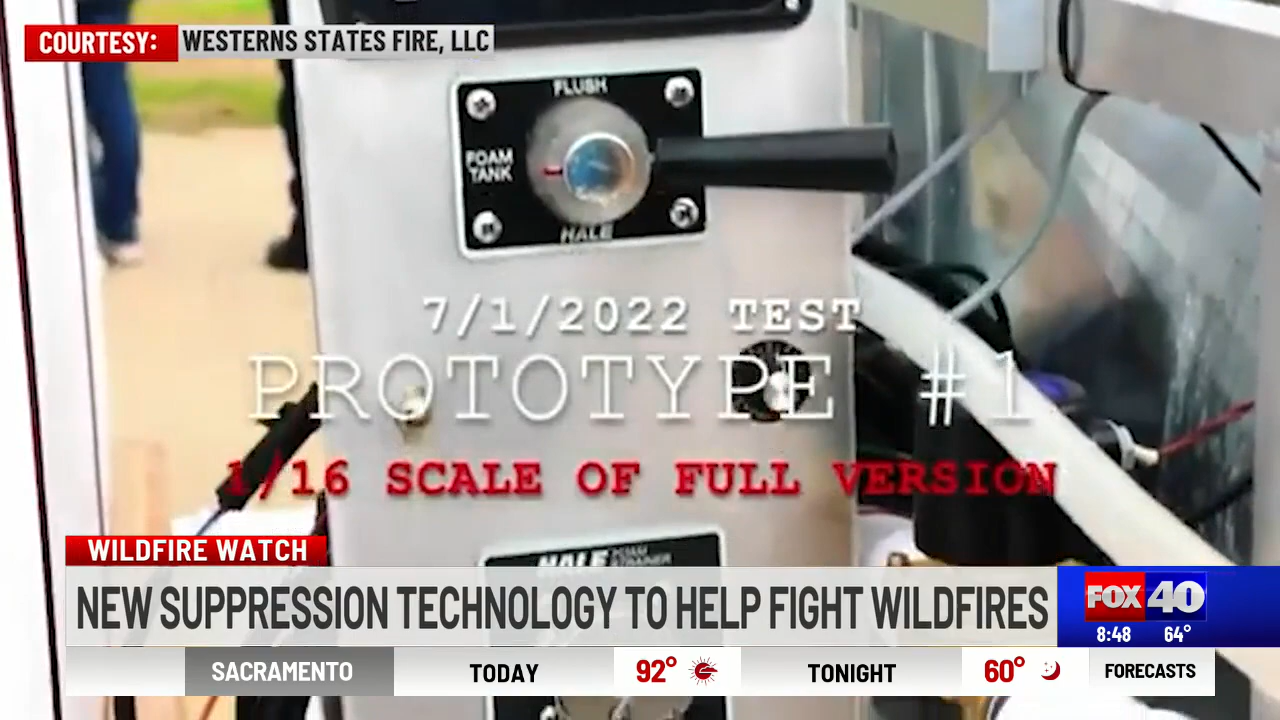 COURTESY: WESTERNS STATES FIRE, LLC
FLUSH
FOAM
TANK
HALE
7/1/2022 TEST
PROTOTYPE #1
1/16 SCALE OF FULL VERSION
HALE FOAM
STRAINER
WILDFIRE WATCH
NEW SUPPRESSION TECHNOLOGY TO HELP FIGHT WILDFIRES
FOX 40
8:48 64°
SACRAMENTO TODAY 92° TONIGHT 60° FORECASTS